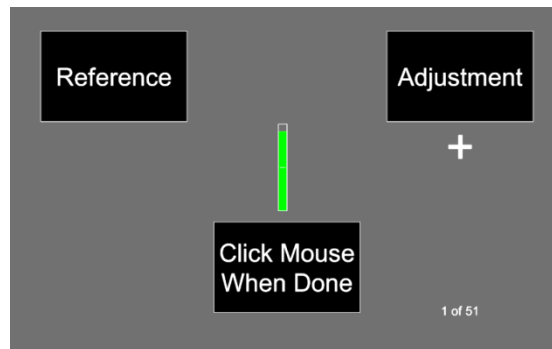 Reference
Adjustment
+
Click Mouse
When Done
1 of 51